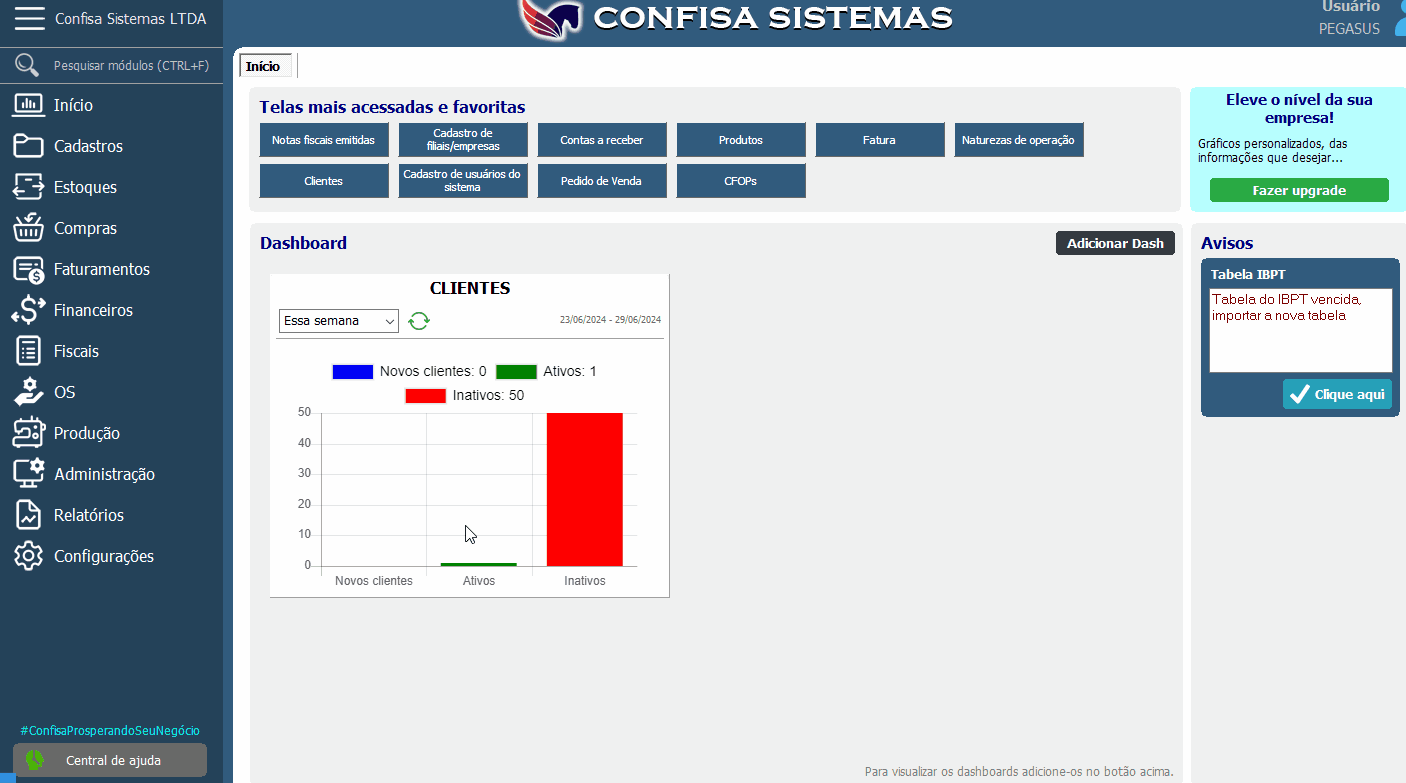 Confisa Sistemas LTDA
CONFISA SISTEMAS
Usuário
PEGASUS
Pesquisar módulos (CTRL+F)
Início
Cadastros
Estoques
Compras
Faturamentos
Financeiros
Fiscais
OS
Produção
Administração
Relatórios
Configurações
#ConfisaProsperandoSeuNegócio
Central de ajuda
Início
Telas mais acessadas e favoritas
Notas fiscais emitidas
Cadastro de
filiais/empresas
Contas a receber
Produtos
Fatura
Naturezas de operação
Clientes
Cadastro de usuários do
sistema
Pedido de Venda
CFOPs
Eleve o nível da sua
empresa!
Gráficos personalizados, das
informações que desejar...
Fazer upgrade
Dashboard
Adicionar Dash
CLIENTES
Essa semana
23/06/2024 - 29/06/2024
Novos clientes: 0
Ativos: 1
Inativos: 50
50
40
30
20
10
0
Novos clientes
Ativos
Inativos
Para visualizar os dashboards adicione-os no botão acima.
Avisos
Tabela IBPT
Tabela do IBPT vencida,
importar a nova tabela
Clique aqui